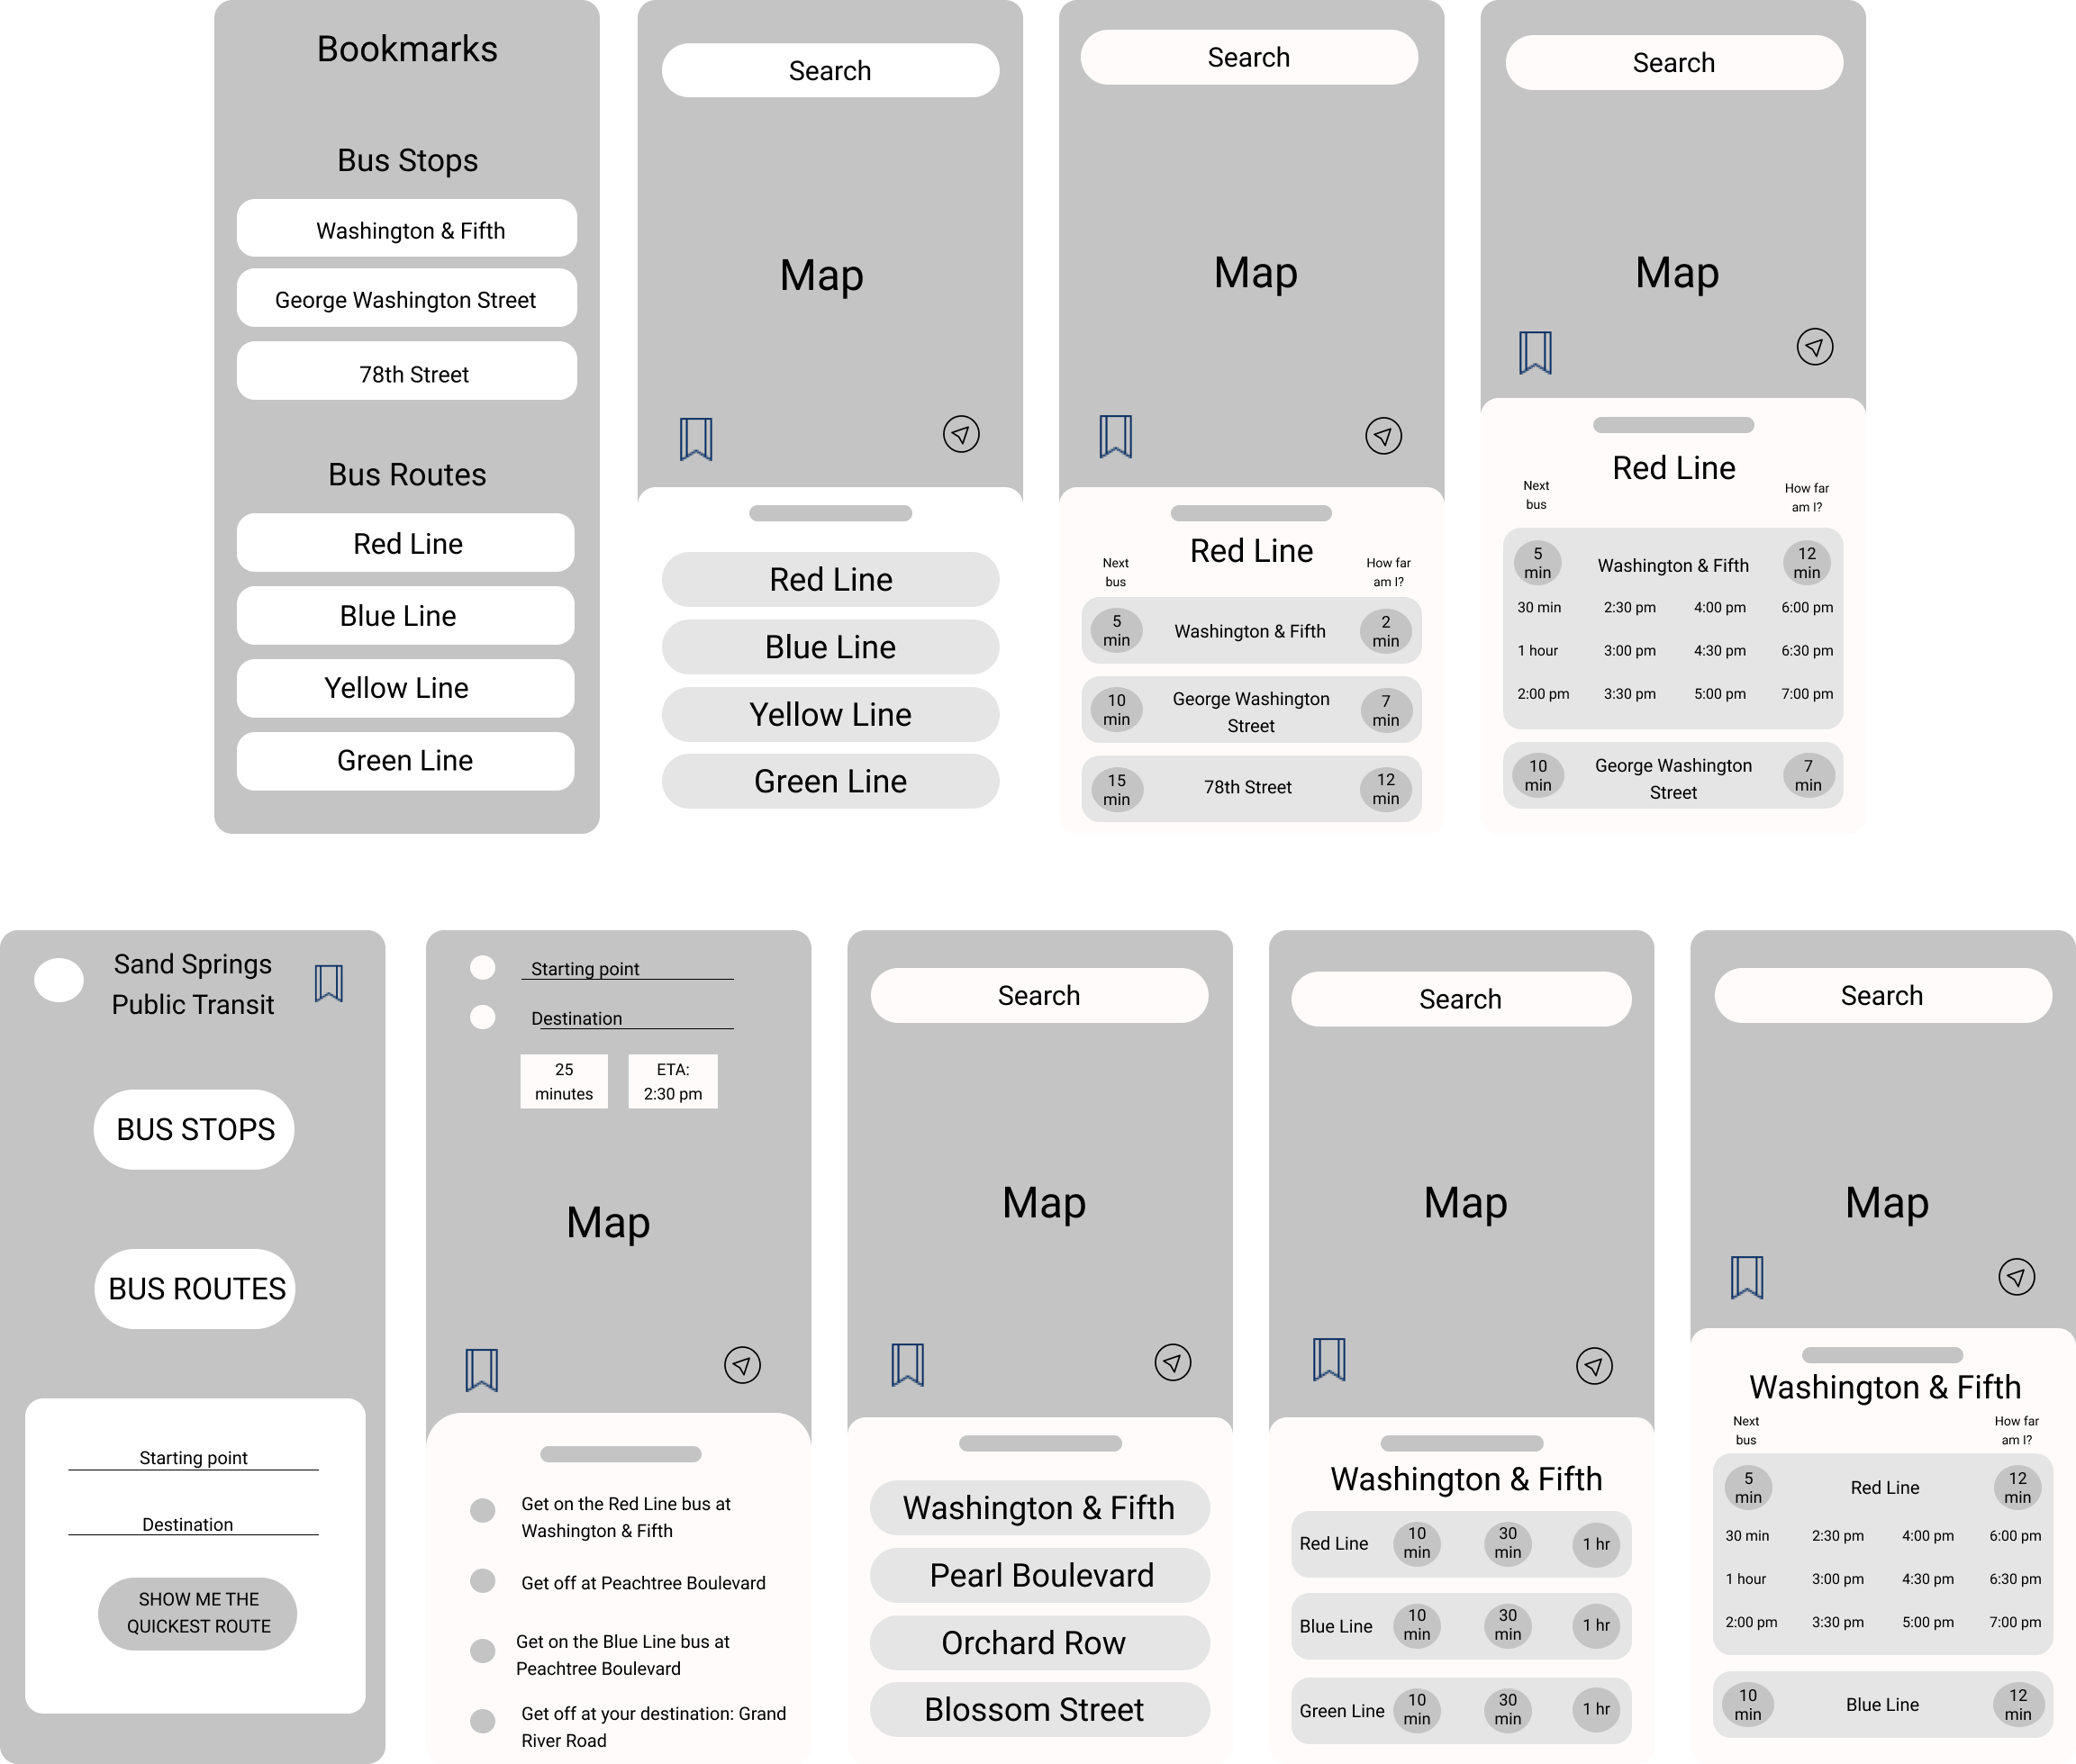 Bookmarks
Bus Stops
Washington & Fifth
George Washington Street
78th Street
Bus Routes
Red Line
Blue Line
Yellow Line
Green Line
Search
Map
Red Line
Blue Line
Yellow Line
Green Line
Search
Map
Red Line
Next
bus
How far
am I?
5
min
Washington & Fifth
2
min
10
min
George Washington
Street
7
min
15
min
78th Street
12
min
Search
Map
Red Line
Next
bus
How far
am I?
5
min
Washington & Fifth
12
min
30 min 2:30 pm 4:00 pm 6:00 pm
1 hour 3:00 pm 4:30 pm 6:30 pm
2:00 pm 3:30 pm 5:00 pm 7:00 pm
10
min
George Washington
Street
7
min
Sand Springs
Public Transit
BUS STOPS
BUS ROUTES
Starting point
Destination
SHOW ME THE
QUICKEST ROUTE
Starting point
Destination
25
minutes
ETA:
2:30 pm
Map
Get on the Red Line bus at
Washington & Fifth
Get off at Peachtree Boulevard
Get on the Blue Line bus at
Peachtree Boulevard
Get off at your destination: Grand
River Road
Search
Map
Washington & Fifth
Pearl Boulevard
Orchard Row
Blossom Street
Search
Map
Washington & Fifth
Red Line
10
min
30
min
1 hr
Blue Line
10
min
30
min
1 hr
Green Line
10
min
30
min
1 hr
Search
Map
Washington & Fifth
Next
bus
How far
am I?
5
min
Red Line
12
min
30 min 2:30 pm 4:00 pm 6:00 pm
1 hour 3:00 pm 4:30 pm 6:30 pm
2:00 pm 3:30 pm 5:00 pm 7:00 pm
10
min
Blue Line
12
min